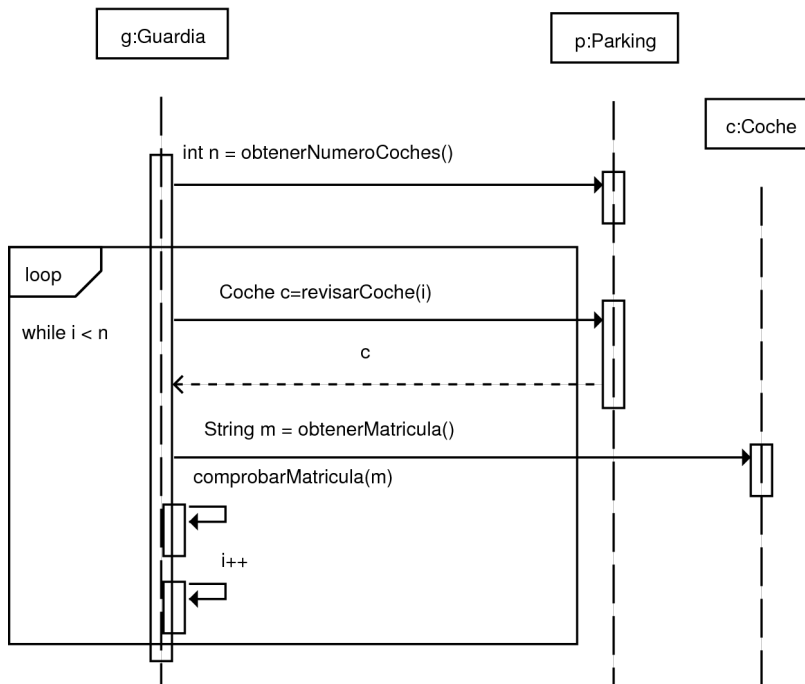 g:Guardia
p:Parking
c:Coche
int n = obtenerNumeroCoches()
loop
Coche c=revisarCoche(i)
while i < n
c
String m = obtenerMatricula()
comprobarMatricula(m)
i++